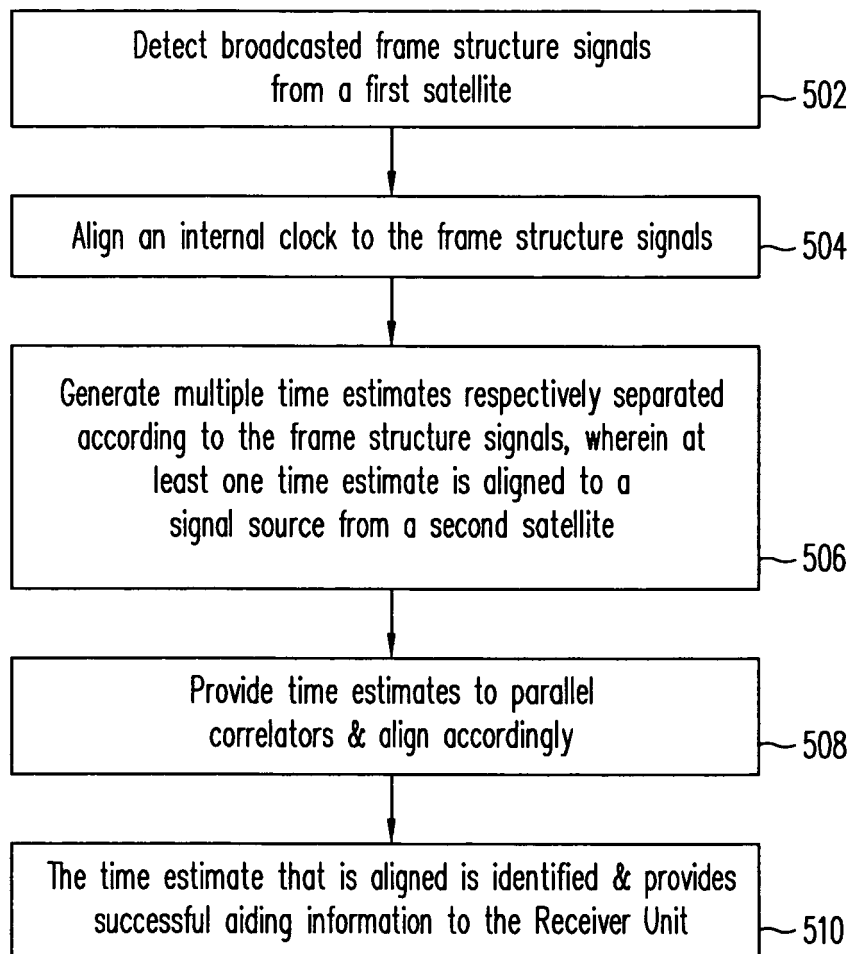 Detect broadcasted frame structure signals
from a first satellite
502
Align an internal clock to the frame structure signals
504
Generate multiple time estimates respectively separated
according to the frame structure signals, wherein at
least one time estimate is aligned to a
signal source from a second satellite
506
Provide time estimates to parallel
correlators & align accordingly
508
The time estimate that is aligned is identified & provides
successful aiding information to the Receiver Unit
510